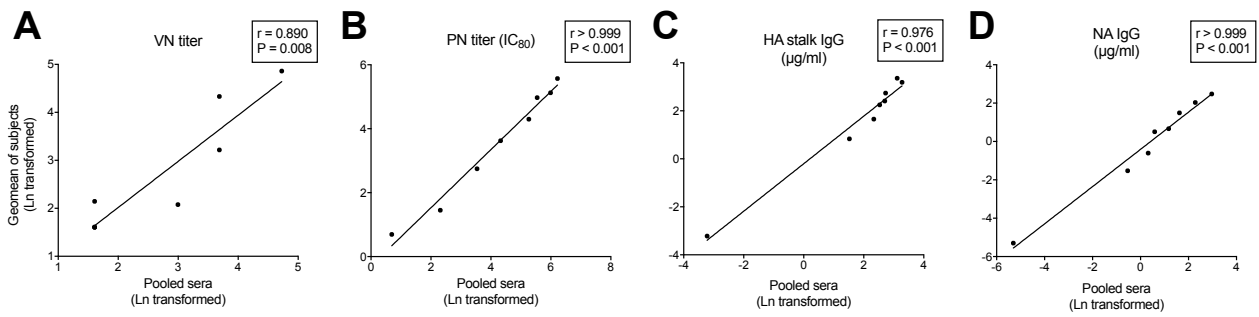 A
VN titer
r = 0.890
P = 0.008
Geomean of subjects
(Ln transformed)
5
4
3
2
1
1 2 3 4 5
Pooled sera
(Ln transformed)
B
PN titer (IC80)
r > 0.999
P < 0.001
6
4
2
0
0 2 4 6 8
Pooled sera
(Ln transformed)
C
HA stalk IgG
(µg/ml)
r = 0.976
P < 0.001
4
2
0
-2
-4
-4 -2 0 2 4
Pooled sera
(Ln transformed)
D
NA IgG
(µg/ml)
r > 0.999
P < 0.001
4
2
0
-2
-4
-6
-6 -4 -2 0 2 4
Pooled sera
(Ln transformed)